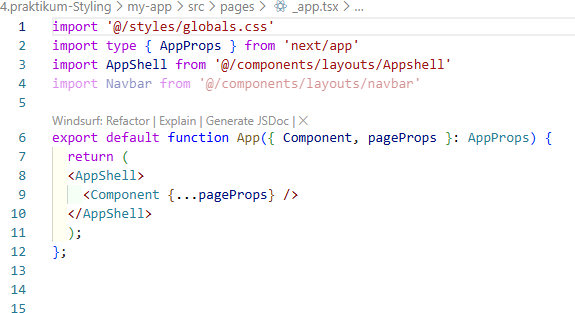 4.praktikum-Styling > my-app > src > pages > _app.tsx > ...
1 import '@/styles/globals.css'
2 import type { AppProps } from 'next/app'
3 import AppShell from '@/components/layouts/Appshell'
4 import Navbar from '@/components/layouts/navbar'
5
Windsurf: Refactor | Explain | Generate JSDoc | ×
6 export default function App({ Component, pageProps }: AppProps) {
7   return (
8   <AppShell>
9     <Component {...pageProps} />
10   </AppShell>
11   );
12 };
13
14
15